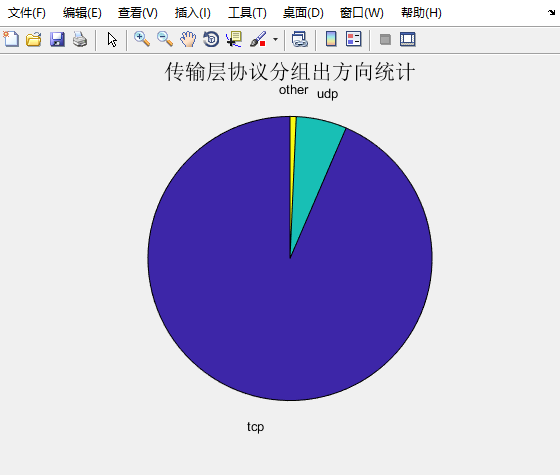 文件(F) 编辑(E) 查看(V) 插入(I) 工具(T) 桌面(D) 窗口(W) 帮助(H)
传输层协议分组出方向统计
other
udp
tcp